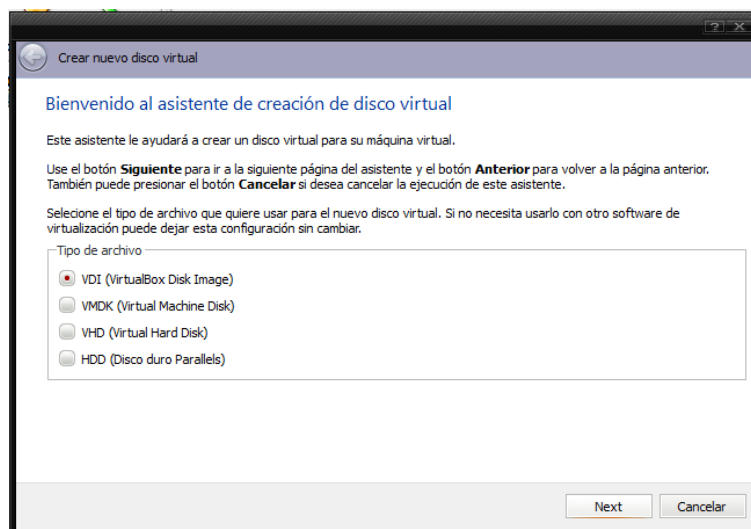 Crear nuevo disco virtual
Bienvenido al asistente de creación de disco virtual
Este asistente le ayudará a crear un disco virtual para su máquina virtual.
Use el botón Siguiente para ir a la siguiente página del asistente y el botón Anterior para volver a la página anterior.
También puede presionar el botón Cancelar si desea cancelar la ejecución de este asistente.
Selecione el tipo de archivo que quiere usar para el nuevo disco virtual. Si no necesita usarlo con otro software de
virtualización puede dejar esta configuración sin cambiar.
Tipo de archivo
VDI (VirtualBox Disk Image)
VMDK (Virtual Machine Disk)
VHD (Virtual Hard Disk)
HDD (Disco duro Parallels)
Next Cancelar